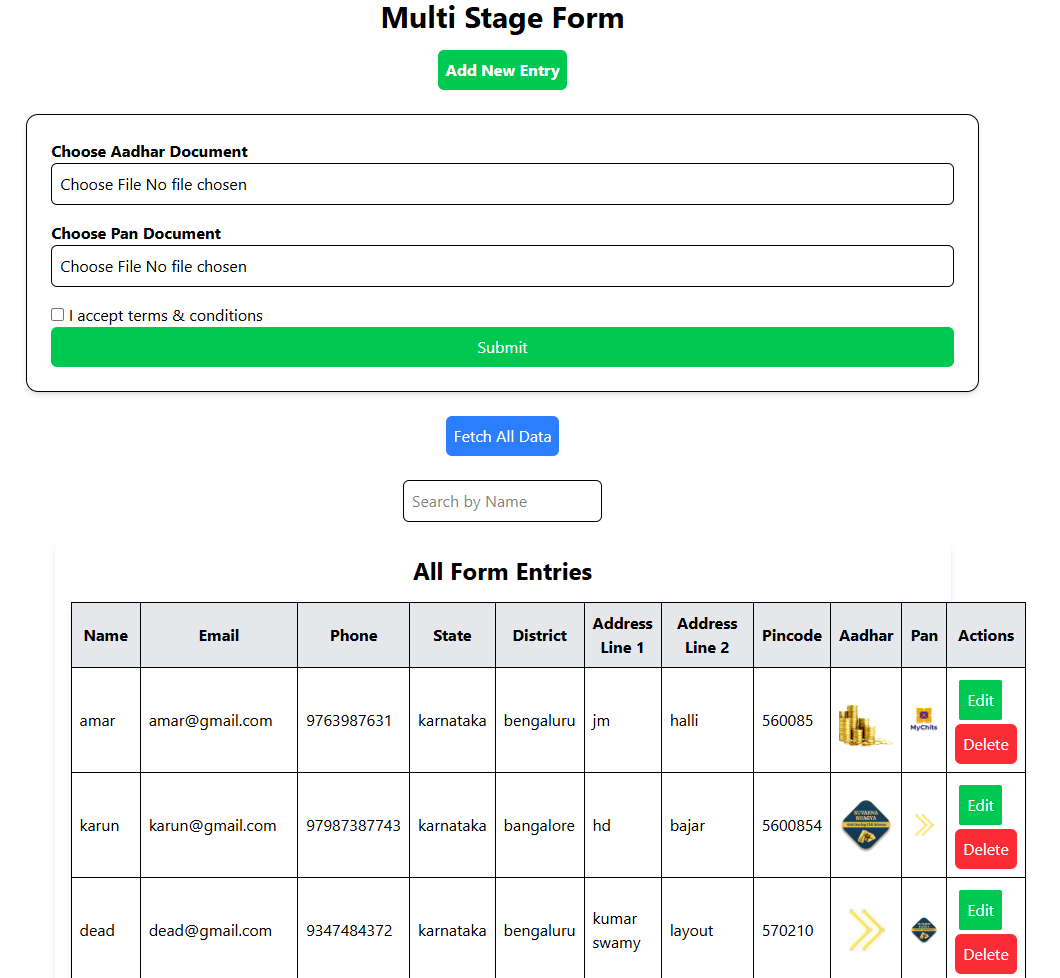 Multi Stage Form
Add New Entry
Choose Aadhar Document
Choose File No file chosen
Choose Pan Document
Choose File No file chosen
I accept terms & conditions
Submit
Fetch All Data
Search by Name
All Form Entries
Name Email Phone State District Address Line 1 Address Line 2 Pincode Aadhar Pan Actions
amar amar@gmail.com 9763987631 karnataka bengaluru jm halli 560085 MyChits Edit Delete
karun karun@gmail.com 97987387743 karnataka bangalore hd bajar 5600854 SUVARNA BHAGYA Edit Delete
dead dead@gmail.com 9347484372 karnataka bengaluru kumar swamy layout 570210 Edit Delete